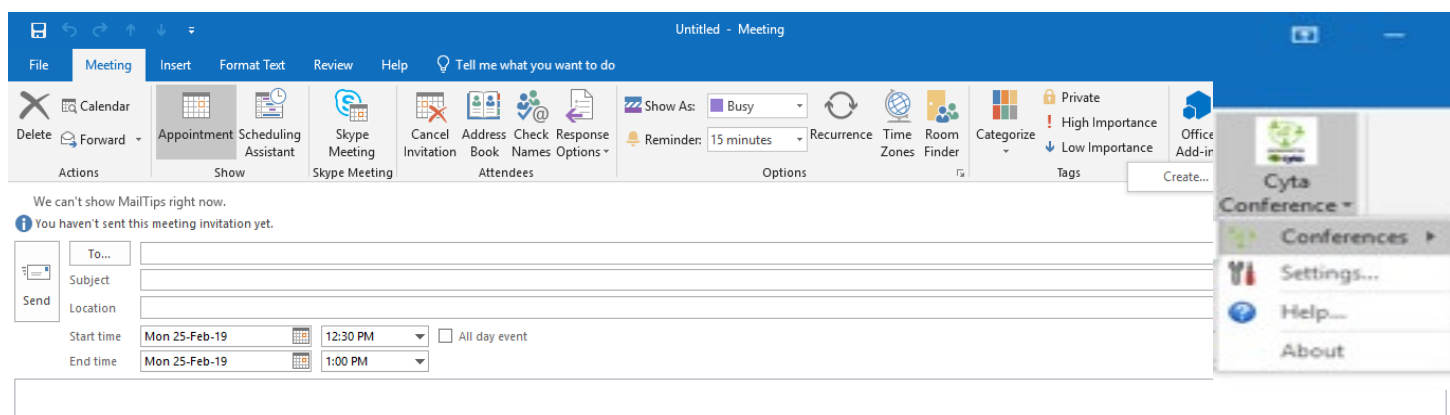 Untitled - Meeting
File Meeting Insert Format Text Review Help Tell me what you want to do
Delete
Calendar
Forward
Actions
Appointment
Scheduling
Assistant
Show
Skype
Meeting
Skype Meeting
Cancel
Invitation
Address
Book
Check
Names
Response
Options
Attendees
Show As: Busy
Reminder: 15 minutes
Recurrence
Time
Zones
Room
Finder
Options
Categorize
Private
High Importance
Low Importance
Tags
Office
Add-in
Create...
Cyta
Conference
Conferences
Settings...
Help...
About
We can't show MailTips right now.
You haven't sent this meeting invitation yet.
Send
To...
Subject
Location
Start time Mon 25-Feb-19 12:30 PM All day event
End time Mon 25-Feb-19 1:00 PM